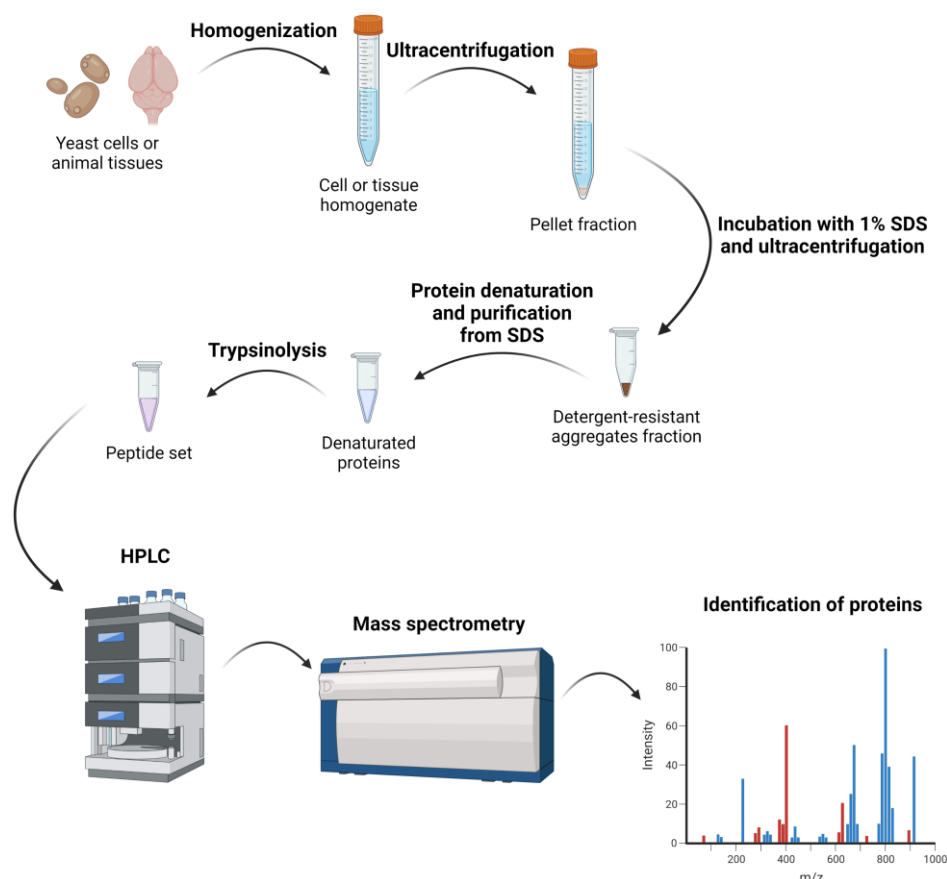 Homogenization
Ultracentrifugation
Yeast cells or
animal tissues
Cell or tissue
homogenate
Pellet fraction
Incubation with 1% SDS
and ultracentrifugation
Protein denaturation
and purification
from SDS
Trypsinolysis
Detergent-resistant
aggregates fraction
Denaturated
proteins
Peptide set
HPLC
Mass spectrometry
Identification of proteins
100
80
60
40
20
0
Intensity
200
400
600
800
1000
m/z